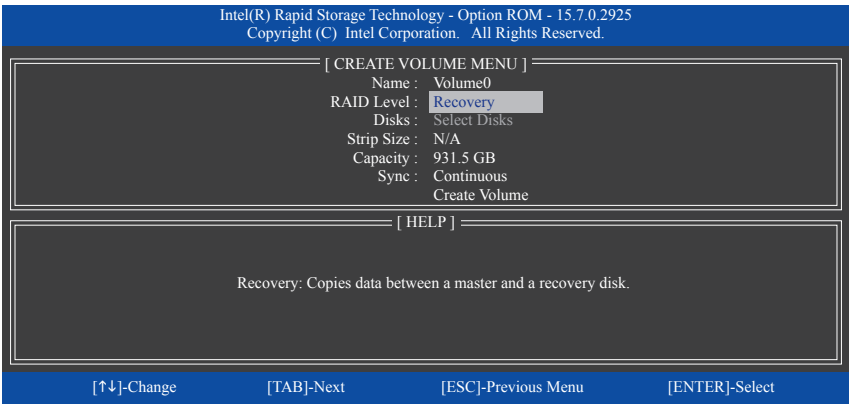 Intel(R) Rapid Storage Technology - Option ROM - 15.7.0.2925
Copyright (C) Intel Corporation. All Rights Reserved.
[ CREATE VOLUME MENU ]
Name : Volume0
RAID Level : Recovery
Disks : Select Disks
Strip Size : N/A
Capacity : 931.5 GB
Sync : Continuous
Create Volume
[ HELP ]
Recovery: Copies data between a master and a recovery disk.
[↑↓]-Change [TAB]-Next [ESC]-Previous Menu [ENTER]-Select